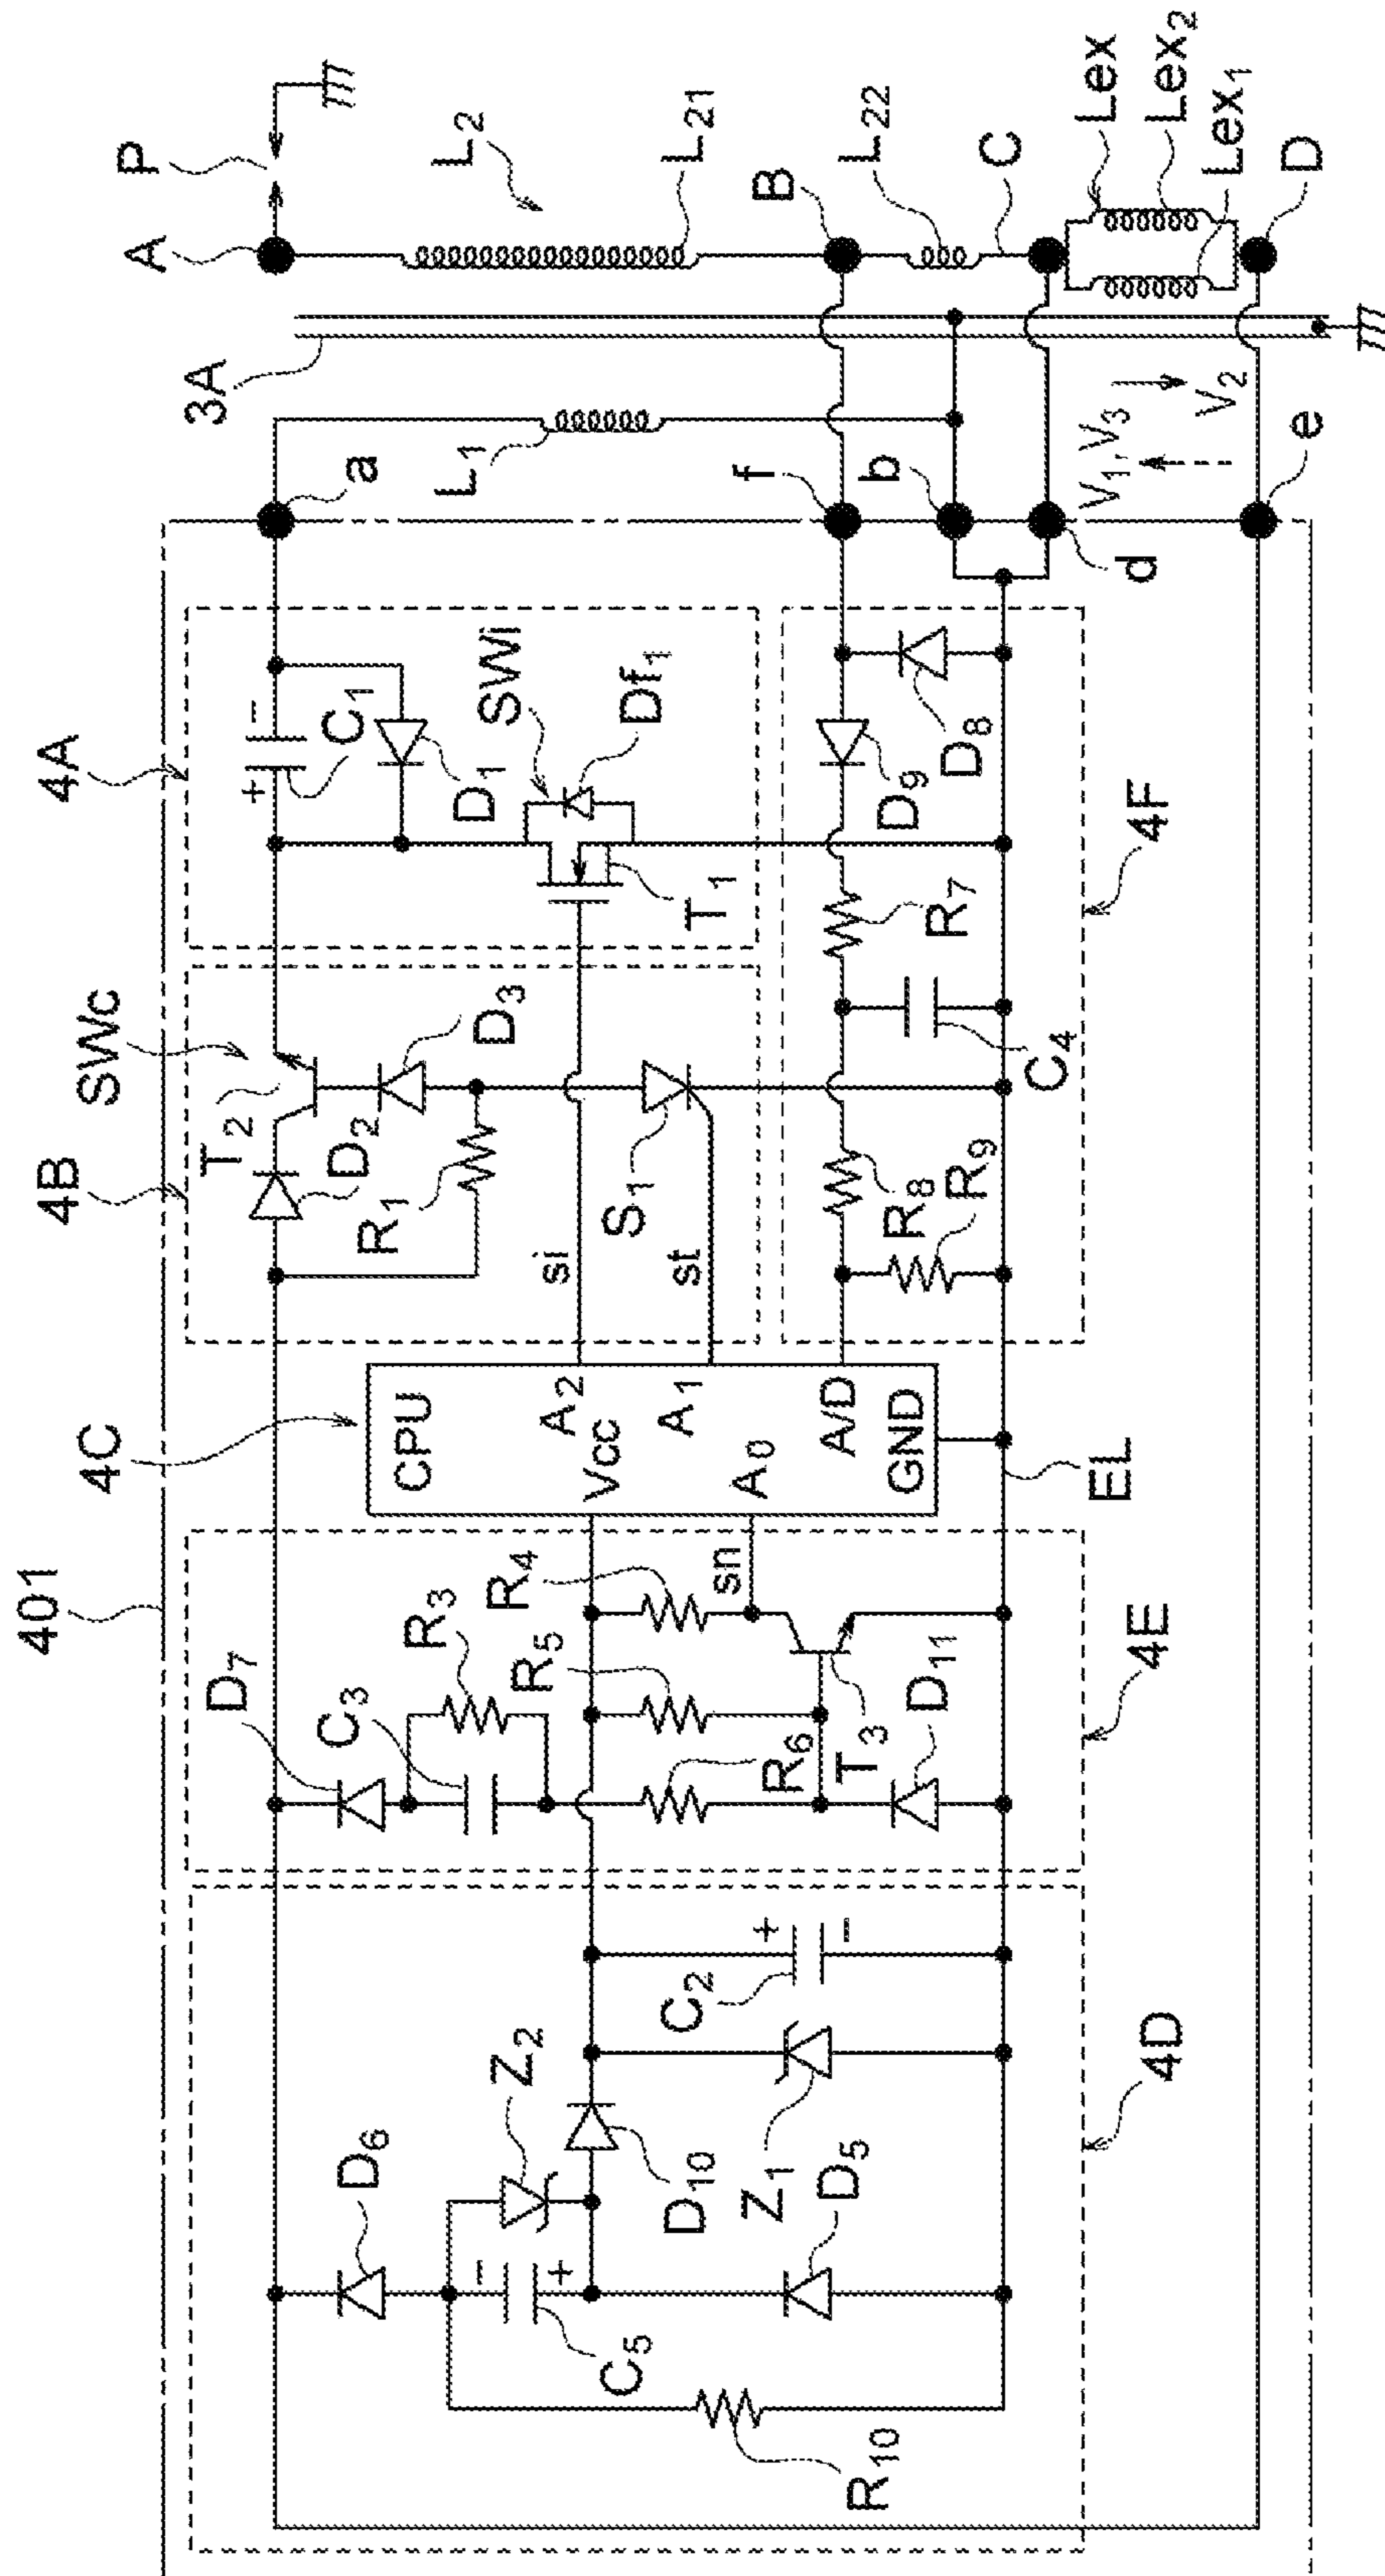 401
4B
SWc
4A
P
A
4C
T2
D2
D3
R1
S1
si
st
+
-
C1
D1
SWi
Df1
T1
a
L1
3A
L2
L21
B
L22
C
Lex
Lex2
Lex1
D
f
b
d
V1, V3
V2
e
D7
C3
R3
R4
R5
R6
sn
T3
D11
4E
CPU
A2
Vcc
A1
A0
A/D
GND
EL
R8
R9
C4
R7
D9
D8
4F
D6
Z2
-
+
C5
D10
Z1
D5
C2
+
-
R10
4D